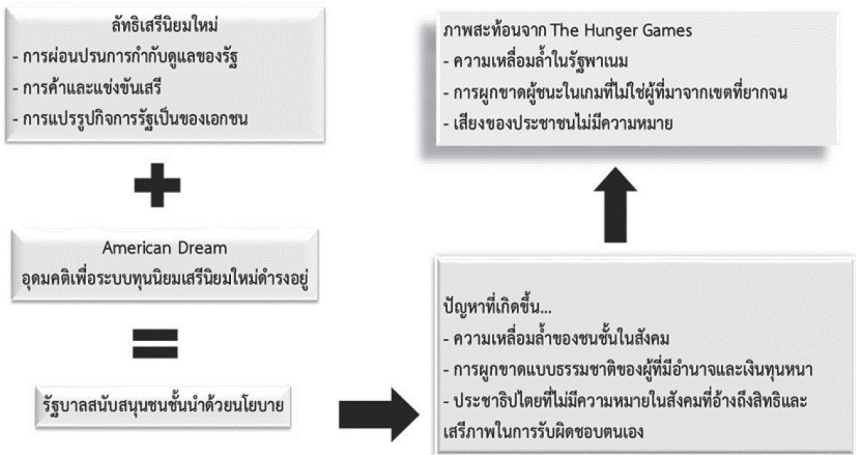 ลัทธิเสรีนิยมใหม่
- การผ่อนปรนการกำกับดูแลของรัฐ
- การค้าและแข่งขันเสรี
- การแปรรูปกิจการรัฐเป็นของเอกชน
American Dream
อุดมคติเพื่อระบบทุนนิยมเสรีนิยมใหม่ดำรงอยู่
รัฐบาลสนับสนุนชนชั้นนำด้วยนโยบาย
ปัญหาที่เกิดขึ้น...
- ความเหลื่อมล้ำของชนชั้นในสังคม
- การผูกขาดแบบธรรมชาติของผู้ที่มีอำนาจและเงินทุนหนา
- ประชาธิปไตยที่ไม่มีความหมายในสังคมที่อ้างถึงสิทธิและ
เสรีภาพในการรับผิดชอบตนเอง
ภาพสะท้อนจาก The Hunger Games
- ความเหลื่อมล้ำในรัฐพาเนม
- การผูกขาดผู้ชนะในเกมที่ไม่ใช่ผู้ที่มาจากเขตที่ยากจน
- เสียงของประชาชนไม่มีความหมาย